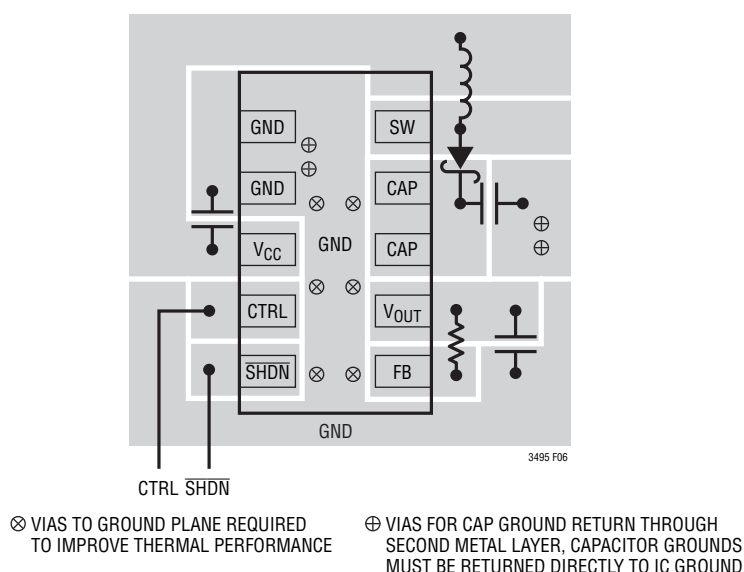 GND
SW
GND
CAP
VCC
GND
CAP
CTRL
VOUT
SHDN
FB
GND
3495 F06
CTRL SHDN
⊗ VIAS TO GROUND PLANE REQUIRED
TO IMPROVE THERMAL PERFORMANCE
⊕ VIAS FOR CAP GROUND RETURN THROUGH
SECOND METAL LAYER, CAPACITOR GROUNDS
MUST BE RETURNED DIRECTLY TO IC GROUND